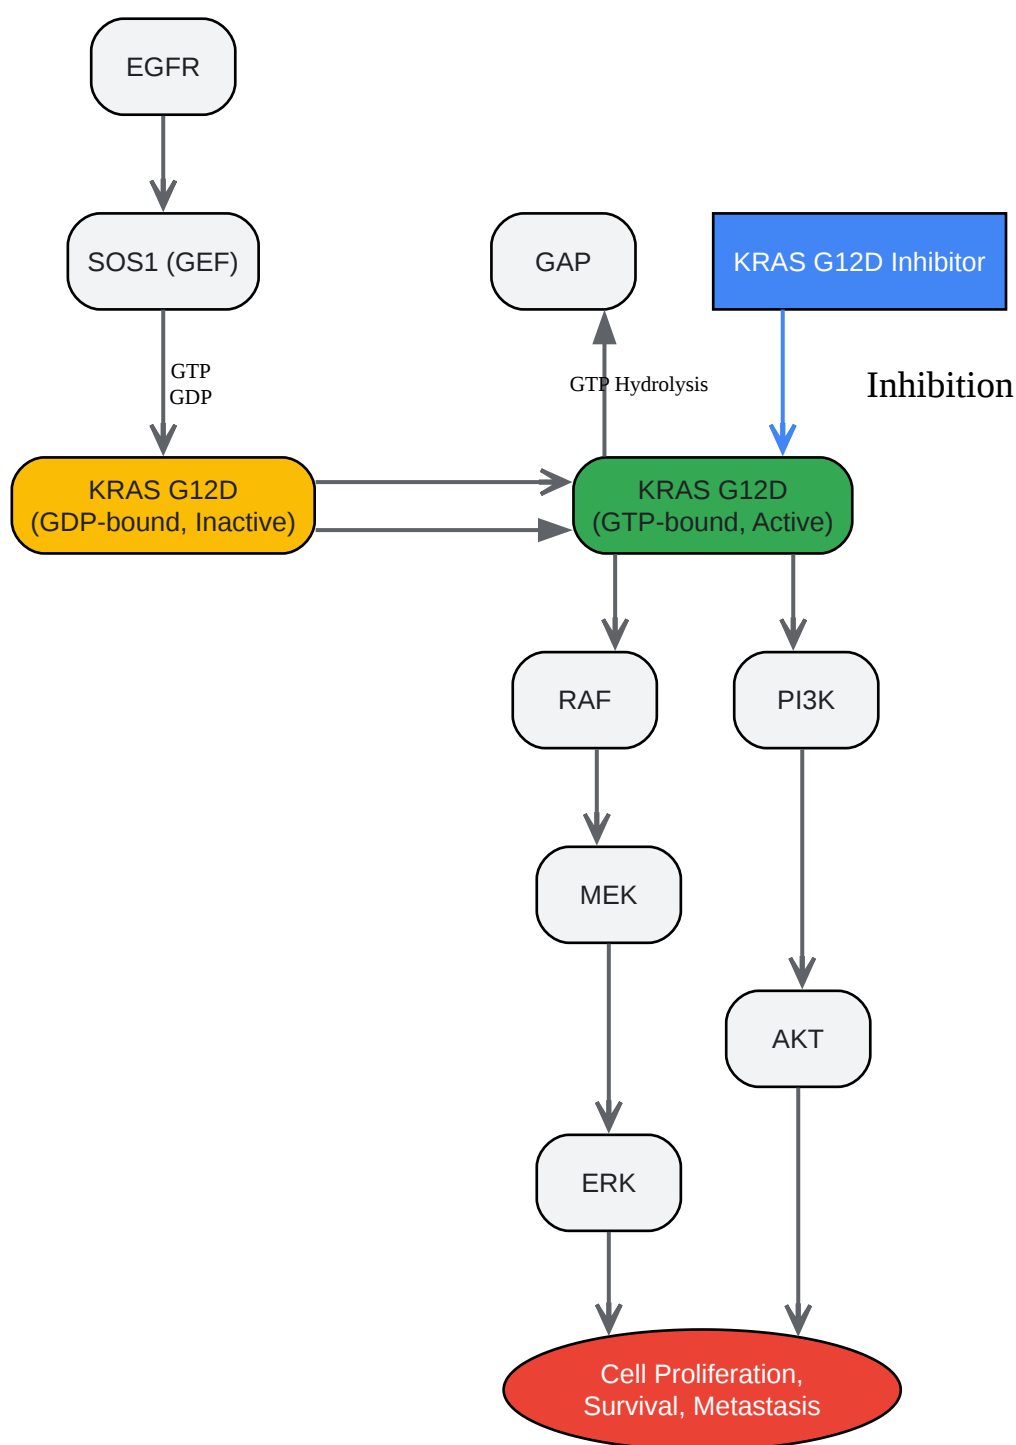 EGFR
SOS1 (GEF)
GAP
KRAS G12D Inhibitor
GTP
GDP
GTP Hydrolysis
Inhibition
KRAS G12D
(GDP-bound, Inactive)
KRAS G12D
(GTP-bound, Active)
RAF
PI3K
MEK
AKT
ERK
Cell Proliferation,
Survival, Metastasis